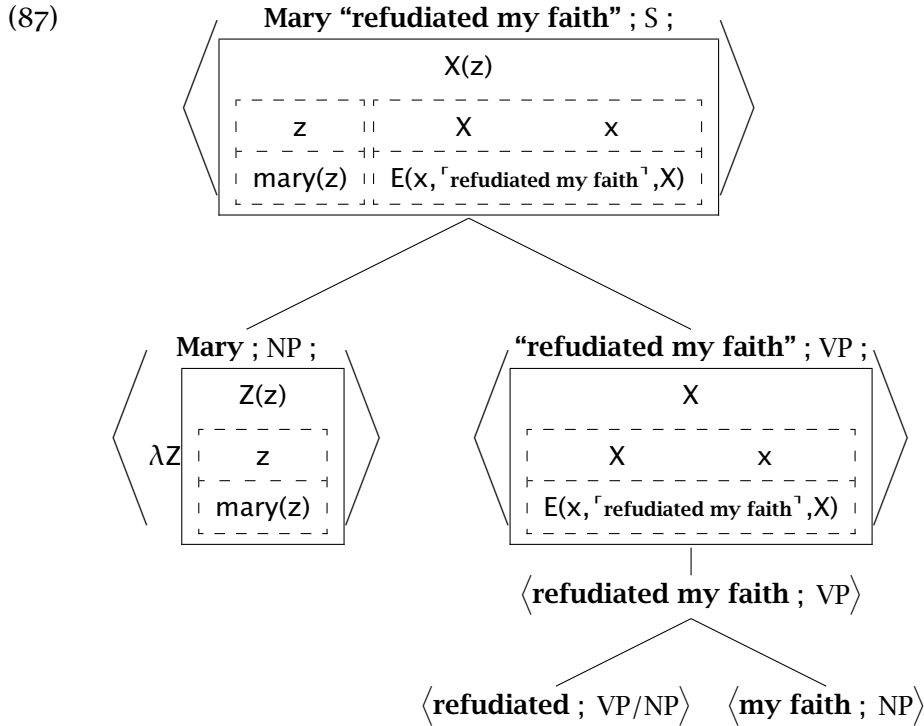 (87)
Mary “refudiated my faith“ ; S ;
X(z)
z X x
mary(z) E(x,⌜refudiated my faith⌝,X)
Mary ; NP ; “refudiated my faith“ ; VP ;
Z(z) X
λZ z X x
mary(z) E(x,⌜refudiated my faith⌝,X)
⟨refudiated my faith ; VP⟩
⟨refudiated ; VP/NP⟩ ⟨my faith ; NP⟩